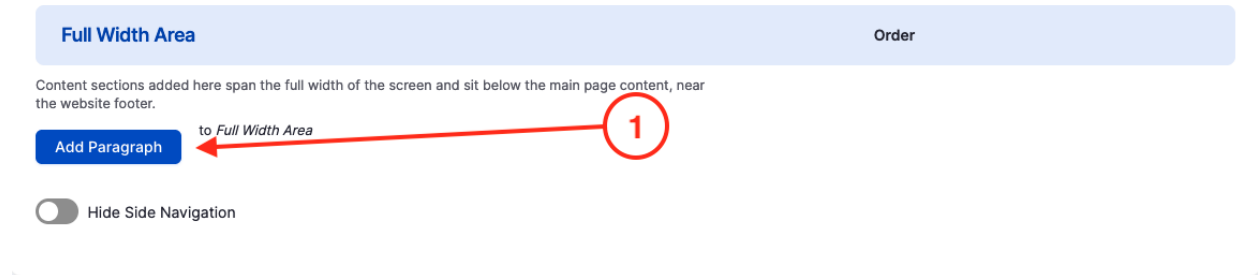 Full Width Area
Order
Content sections added here span the full width of the screen and sit below the main page content, near
the website footer.
to Full Width Area
Add Paragraph
1
Hide Side Navigation